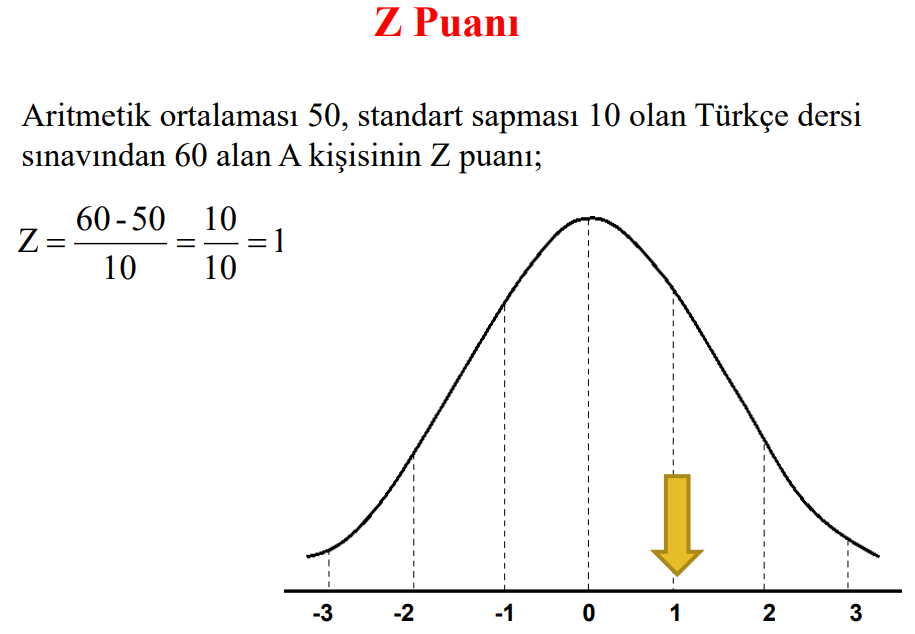 Z Puanı
Aritmetik ortalaması 50, standart sapması 10 olan Türkçe dersi
sınavından 60 alan A kişisinin Z puanı;
Z = 60 - 50 / 10 = 10 / 10 = 1
-3 -2 -1 0 1 2 3